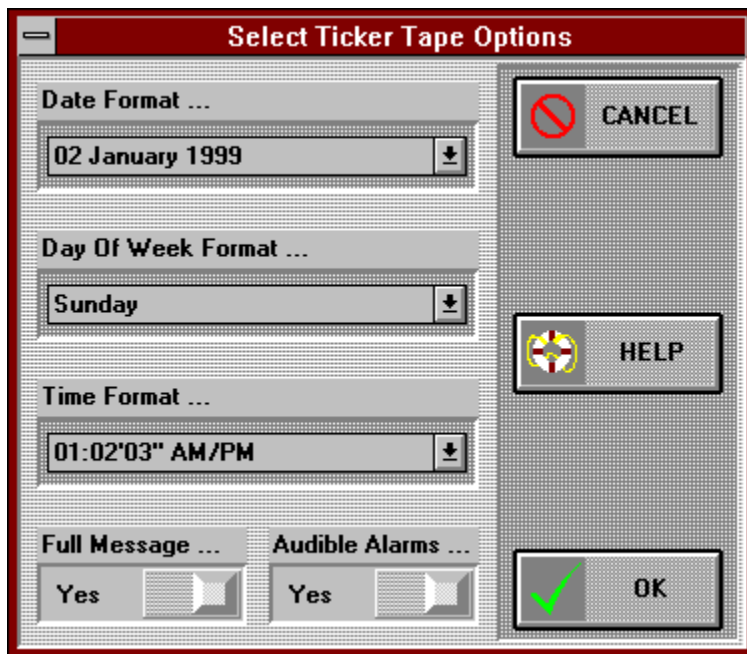 Select Ticker Tape Options
Date Format ...
02 January 1999
CANCEL
Day Of Week Format ...
Sunday
HELP
Time Format ...
01:02'03" AM/PM
Full Message ...
Audible Alarms ...
Yes
Yes
OK